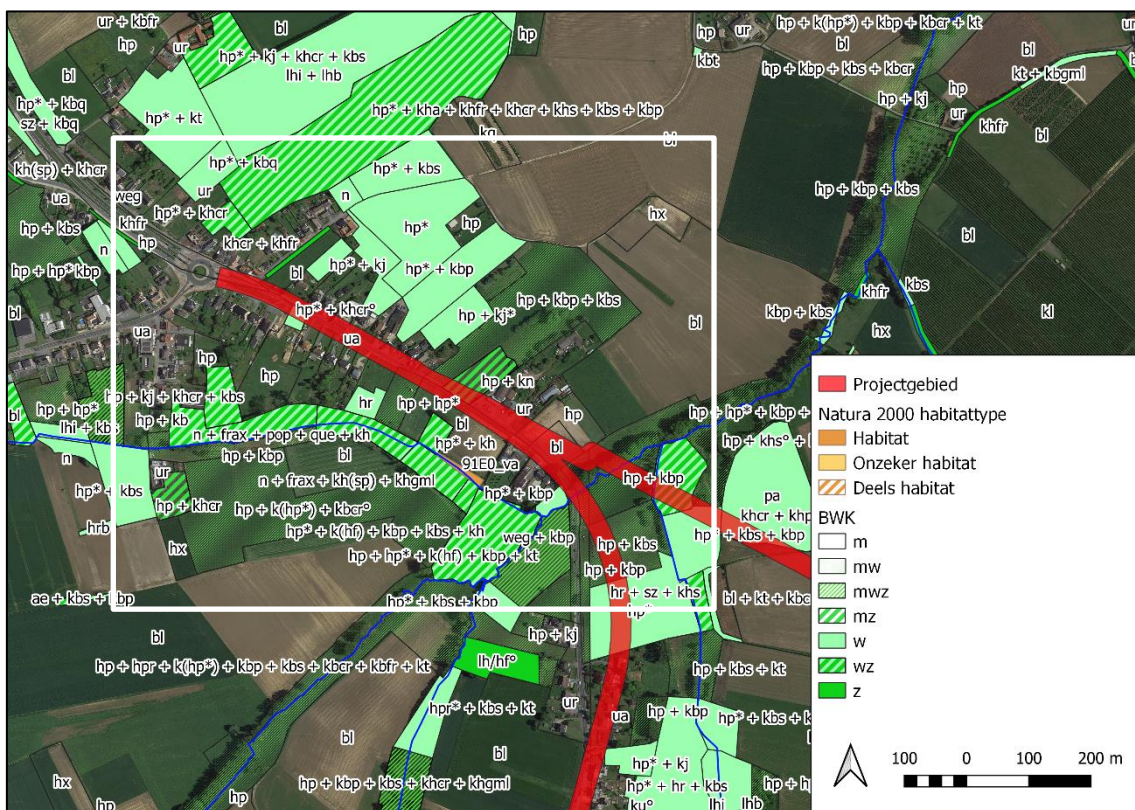 ur + kbfr
bl
hp
ur
hp* + kj + khcr + kbs
lhi + lhb
hp
hp
ur
kbt
hp + k(hp*) + kbp + kbcr + kt
bl
hp + kbp + kbs + kbcr
bl
kt + kbgml
ur
bl
hp* + kbq
sz + kbq
hp* + kt
hp* + kha + khfr + khcr + khs + kbs + kbp
hp + kj
hp
ur
khfr
bl
kq
bl
kh(sp) + khcr
hp* + kbq
hp* + kbs
ua
weg
ur
n
hp + kbp + kbs
hp + kbs
khfr
hp* + khcr
hx
hp
hp*
hp
n
khcr + khfr
bl
hp + hp* kbp
bl
hp* + kj
hp* + kbp
kbs
khfr
hp + kbp + kbs
bl
hp* + khcr°
hp + kj*
kbp + kbs
kl
ua
ua
bl
hx
hp
hp
hp + kn
hp + kj + khcr + kbs
hr
hp + hp*
hp + hp*
ur
hp
bl
lhi + kbs
hp + kb
bl
hp + hp* + kbp +
n + frax + pop + que + kh
hp* + kh
bl
hp + khs° +
n
hp + kbp
bl
91E0_va
ur
hp + kbp
hp* + kbs
n + frax + kh(sp) + khgml
hp* + kbp
pa
hp + khcr
hp + k(hp*) + kbcr°
khcr + khp
hrb
hp* + k(hf) + kbp + kbs + kh
weg + kbp
hp* + kbs + kbp
hx
hp + hp* + k(hf) + kbp + kt
hp + kbs
hp + kbp
ae + kbs + kbp
hp* + kbs + kbp
hr + sz + khs
bl + kt + kbc
hp*
bl
hp + kj
hp + hpr + k(hp*) + kbp + kbs + kbcr + kbfr + kt
lh/hf°
hp + kbs + kt
hpr* + kbs + kt
ur
ua
hp + kbp
hp* + kbs +
bl
bl
hx
hp* + kj
hp + kbp + kbs + khcr + khgml
hp* + hr + kbs
hp
hp
ku°
lhi
lhb
Projectgebied
Natura 2000 habitattype
Habitat
Onzeker habitat
Deels habitat
BWK
m
mw
mwz
mz
w
wz
z
100 0 100 200 m